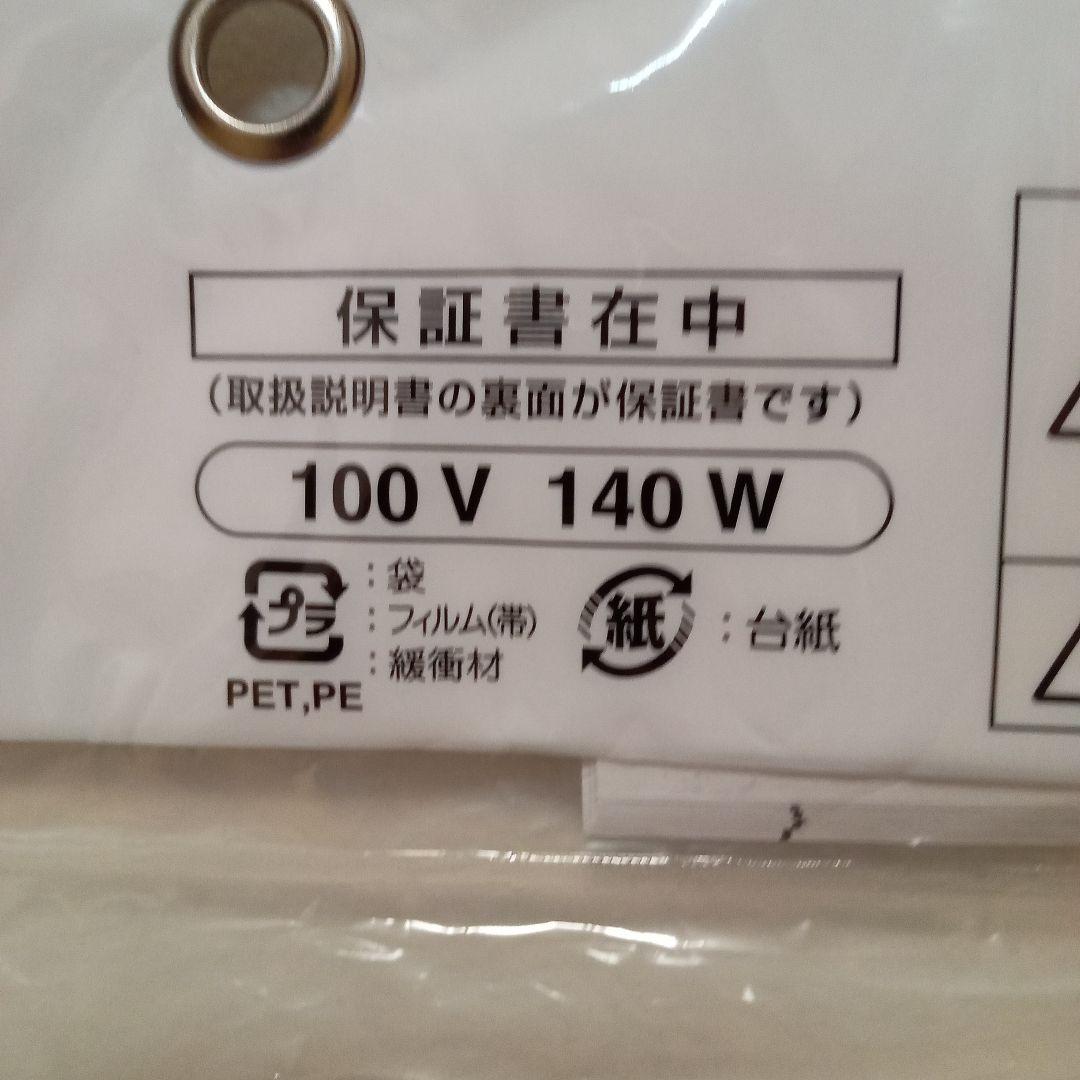 保証書在中
（取扱説明書の裏面が保証書です）
100 V 140 W
プラ
：袋
：フィルム(帯)
：緩衝材
PET,PE
紙
：台紙